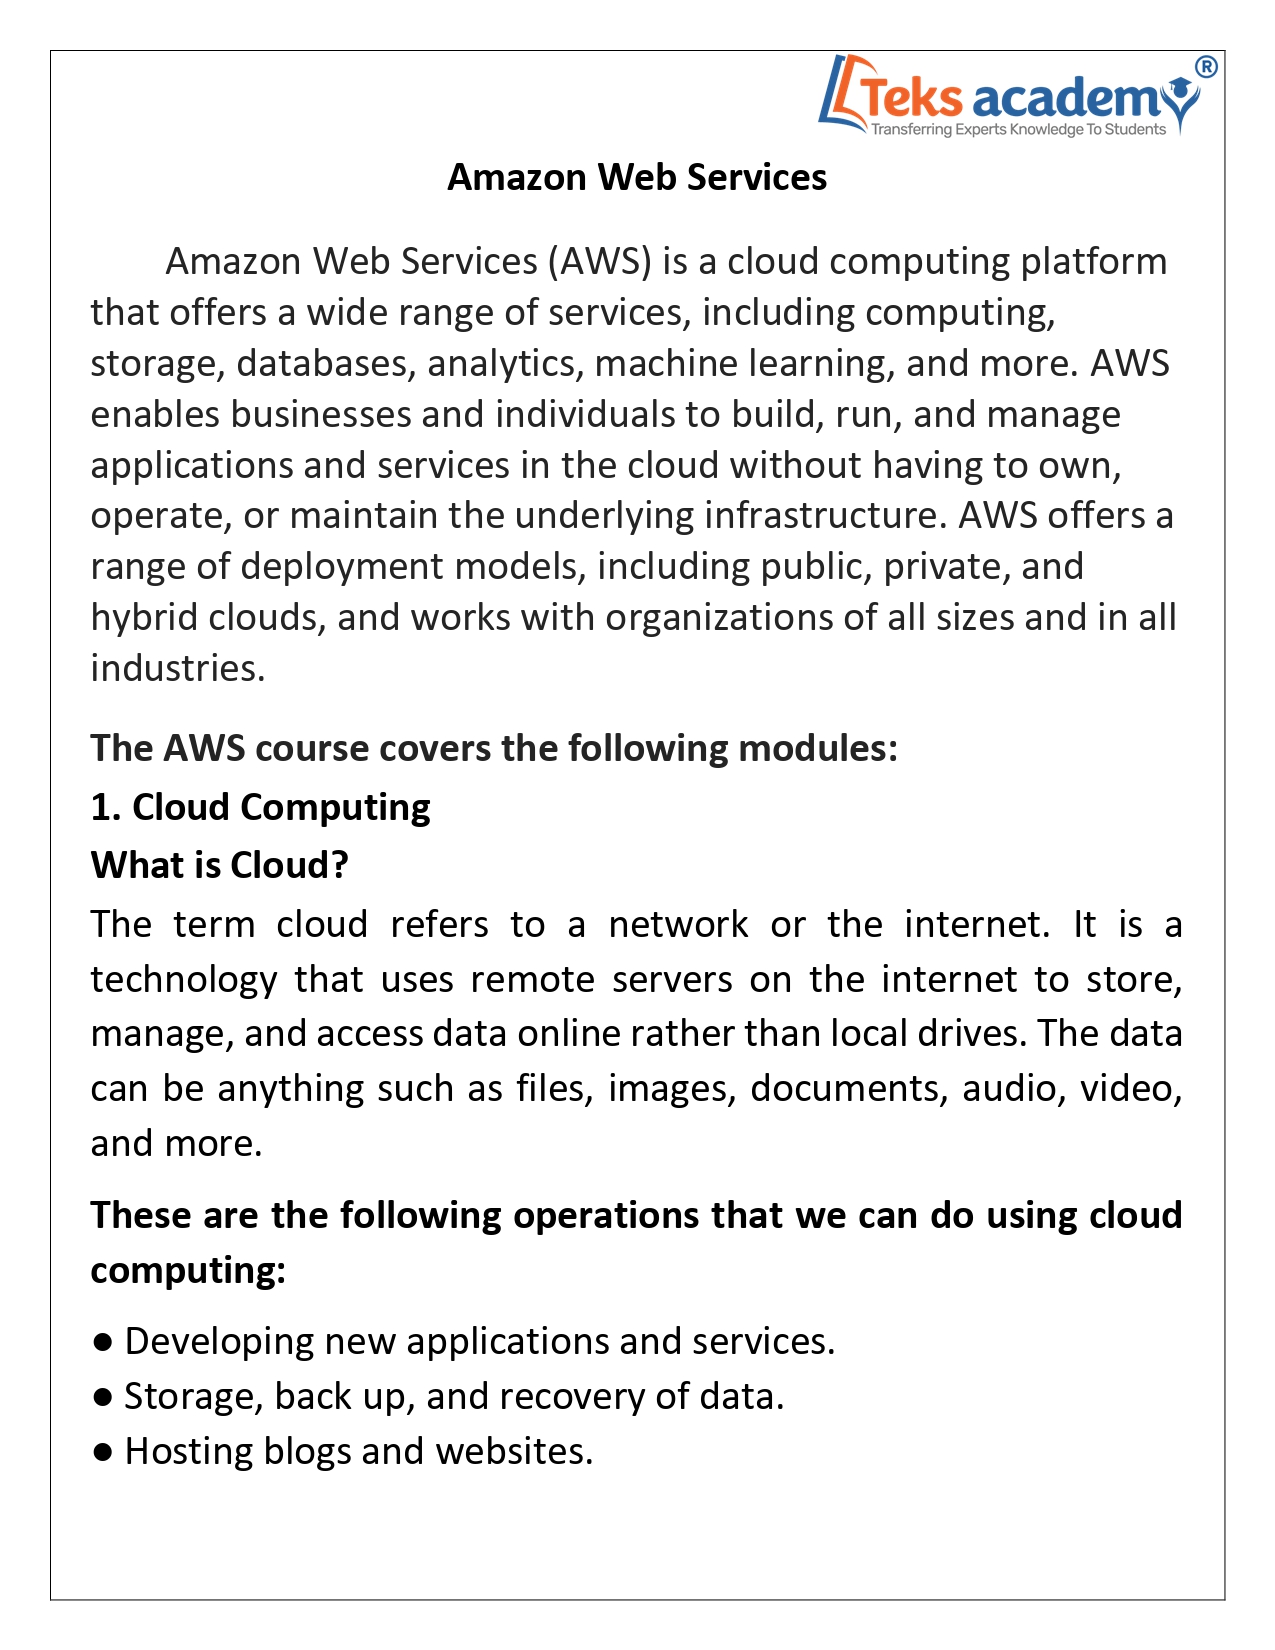 Teks academy ®
Transferring Experts Knowledge To Students
Amazon Web Services
Amazon Web Services (AWS) is a cloud computing platform
that offers a wide range of services, including computing,
storage, databases, analytics, machine learning, and more. AWS
enables businesses and individuals to build, run, and manage
applications and services in the cloud without having to own,
operate, or maintain the underlying infrastructure. AWS offers a
range of deployment models, including public, private, and
hybrid clouds, and works with organizations of all sizes and in all
industries.
The AWS course covers the following modules:
1. Cloud Computing
What is Cloud?
The term cloud refers to a network or the internet. It is a
technology that uses remote servers on the internet to store,
manage, and access data online rather than local drives. The data
can be anything such as files, images, documents, audio, video,
and more.
These are the following operations that we can do using cloud
computing:
● Developing new applications and services.
● Storage, back up, and recovery of data.
● Hosting blogs and websites.